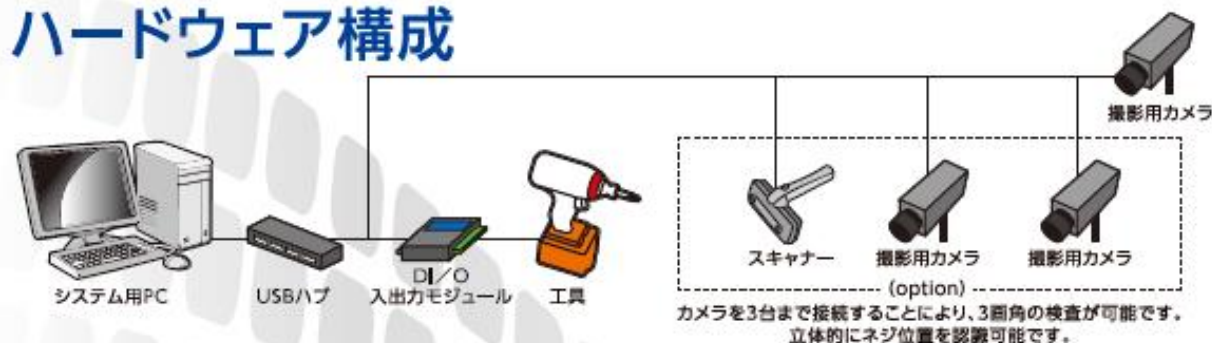 ハードウェア構成
撮影用カメラ
スキャナー
撮影用カメラ
撮影用カメラ
システム用PC
USBハブ
DI／O
入出力モジュール
工具
(option)
カメラを3台まで接続することにより、3画角の検査が可能です。
立体的にネジ位置を認識可能です。